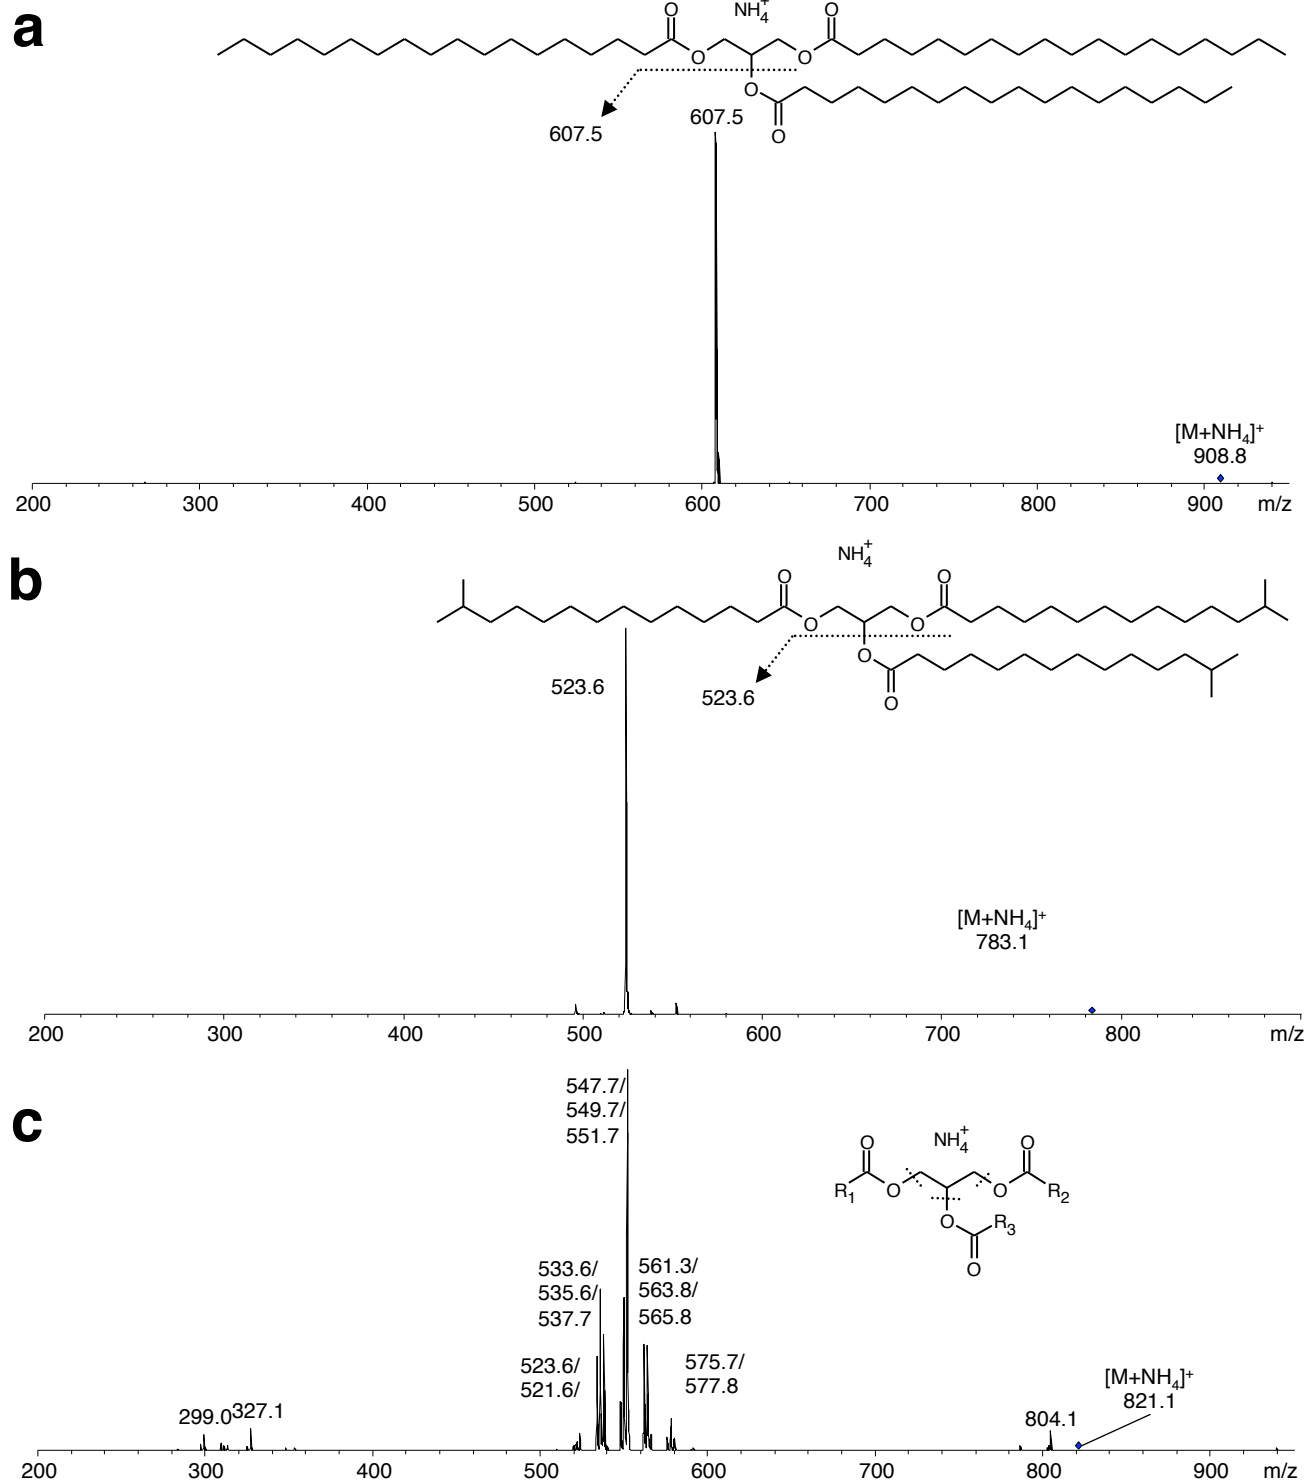 a
NH4+
O
O
O
O
O
O
607.5
607.5
[M+NH4]+
908.8
200 300 400 500 600 700 800 900 m/z
b
NH4+
O
O
O
O
O
O
523.6
523.6
[M+NH4]+
783.1
200 300 400 500 600 700 800 m/z
c
547.7/
549.7/
551.7
NH4+
O
O
R1
O
O
R2
O
R3
O
533.6/
535.6/
537.7
561.3/
563.8/
565.8
523.6/
521.6/
575.7/
577.8
[M+NH4]+
821.1
299.0
327.1
804.1
200 300 400 500 600 700 800 900 m/z